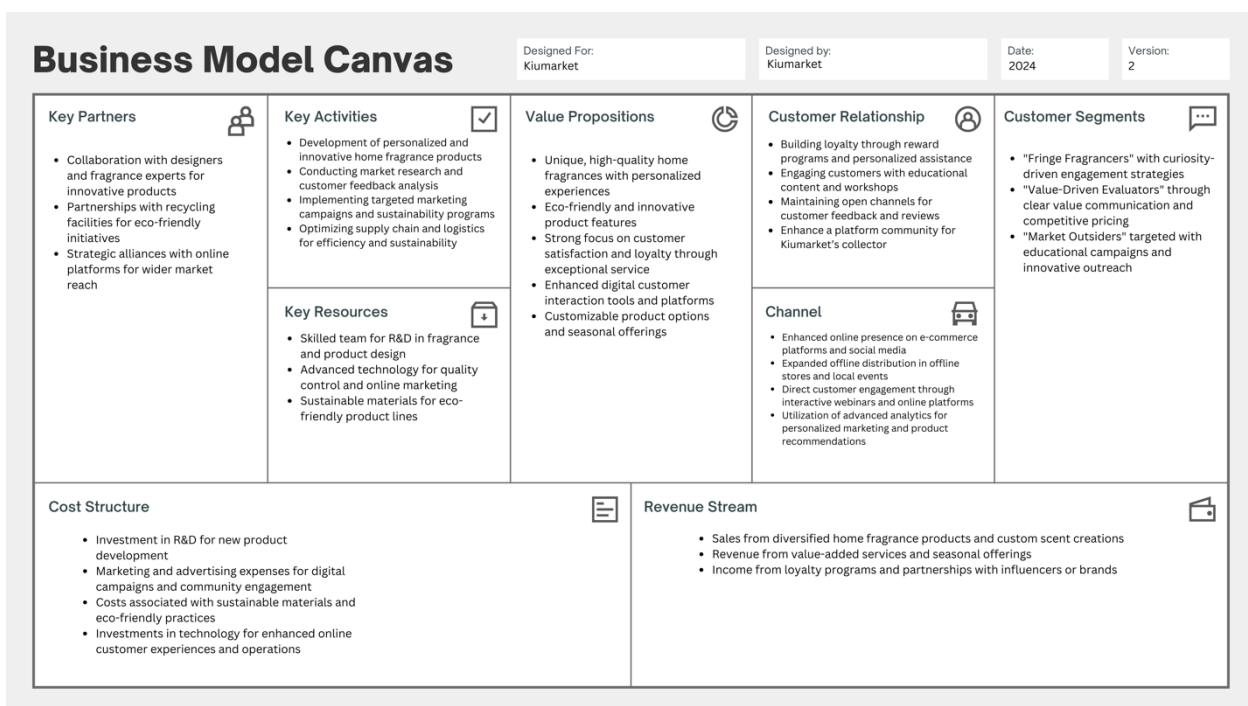 Business Model Canvas
Designed For:
Kiumarket
Designed by:
Kiumarket
Date:
2024
Version:
2
Key Partners
• Collaboration with designers
and fragrance experts for
innovative products
• Partnerships with recycling
facilities for eco-friendly
initiatives
• Strategic alliances with online
platforms for wider market
reach
Key Activities
• Development of personalized and
innovative home fragrance products
• Conducting market research and
customer feedback analysis
• Implementing targeted marketing
campaigns and sustainability programs
• Optimizing supply chain and logistics
for efficiency and sustainability
Key Resources
• Skilled team for R&D in fragrance
and product design
• Advanced technology for quality
control and online marketing
• Sustainable materials for eco-
friendly product lines
Value Propositions
• Unique, high-quality home
fragrances with personalized
experiences
• Eco-friendly and innovative
product features
• Strong focus on customer
satisfaction and loyalty through
exceptional service
• Enhanced digital customer
interaction tools and platforms
• Customizable product options
and seasonal offerings
Customer Relationship
• Building loyalty through reward
programs and personalized assistance
• Engaging customers with educational
content and workshops
• Maintaining open channels for
customer feedback and reviews
• Enhance a platform community for
Kiumarket's collector
Channel
• Enhanced online presence on e-commerce
platforms and social media
• Expanded offline distribution in offline
stores and local events
• Direct customer engagement through
interactive webinars and online platforms
• Utilization of advanced analytics for
personalized marketing and product
recommendations
Customer Segments
• "Fringe Fragrancers" with curiosity-
driven engagement strategies
• "Value-Driven Evaluators" through
clear value communication and
competitive pricing
• "Market Outsiders" targeted with
educational campaigns and
innovative outreach
Cost Structure
• Investment in R&D for new product
development
• Marketing and advertising expenses for digital
campaigns and community engagement
• Costs associated with sustainable materials and
eco-friendly practices
• Investments in technology for enhanced online
customer experiences and operations
Revenue Stream
• Sales from diversified home fragrance products and custom scent creations
• Revenue from value-added services and seasonal offerings
• Income from loyalty programs and partnerships with influencers or brands